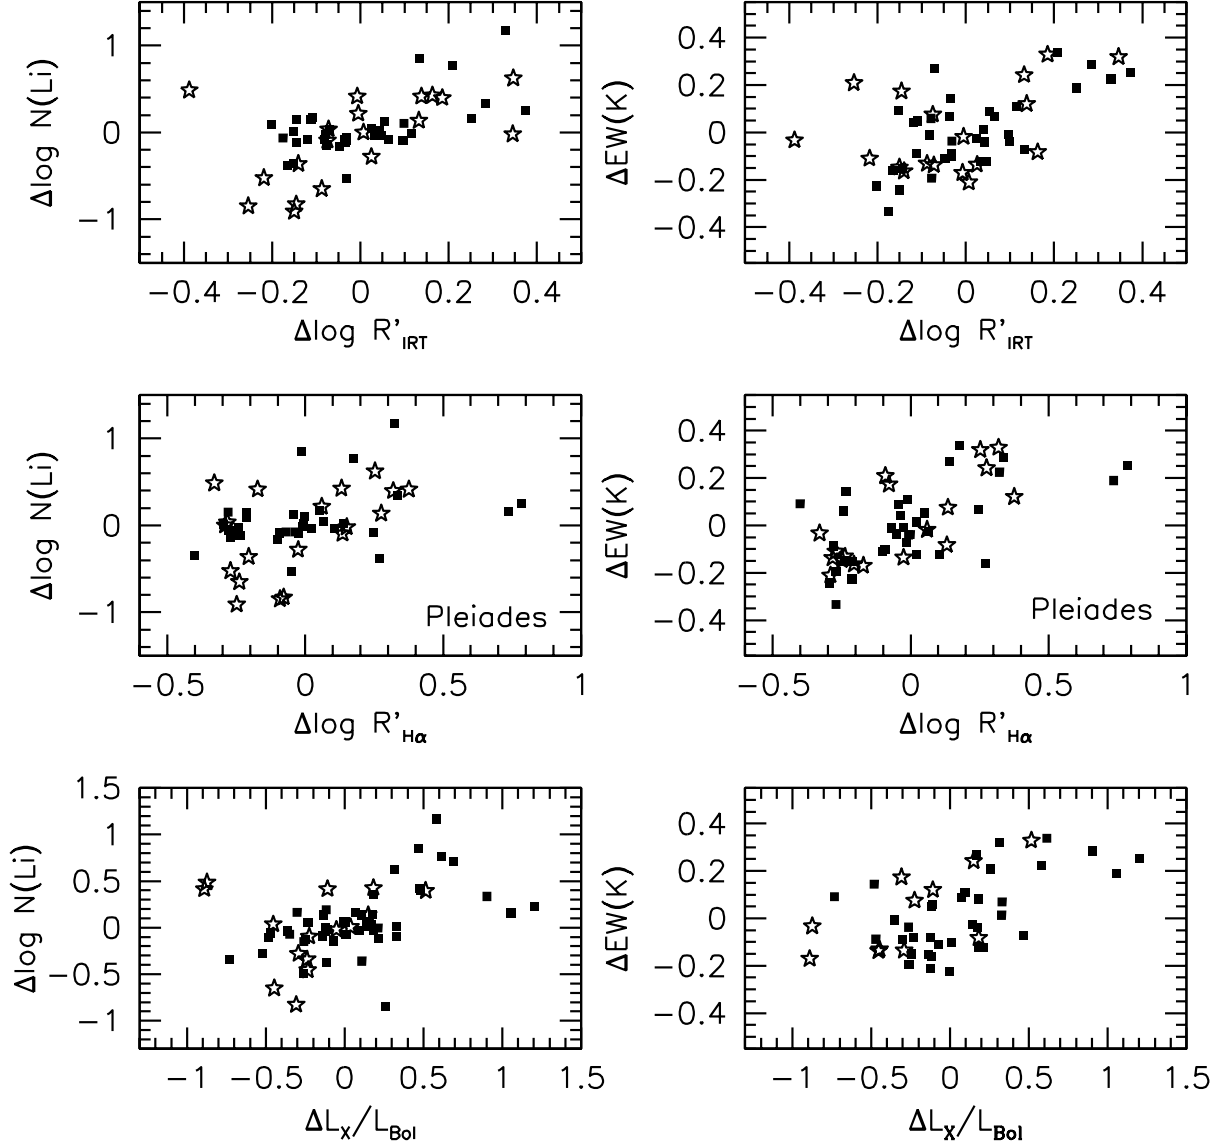 Δlog N(Li)
1
0
−1
−0.4 −0.2 0 0.2 0.4
Δlog R'IRT
ΔEW(K)
0.4
0.2
0
−0.2
−0.4
−0.4 −0.2 0 0.2 0.4
Δlog R'IRT
Δlog N(Li)
1
0
−1
Pleiades
−0.5 0 0.5 1
Δlog R'Hα
ΔEW(K)
0.4
0.2
0
−0.2
−0.4
Pleiades
−0.5 0 0.5 1
Δlog R'Hα
Δlog N(Li)
1.5
1
0.5
0
−0.5
−1
−1 −0.5 0 0.5 1 1.5
ΔLX/LBol
ΔEW(K)
0.4
0.2
0
−0.2
−0.4
−1 −0.5 0 0.5 1 1.5
ΔLX/LBol